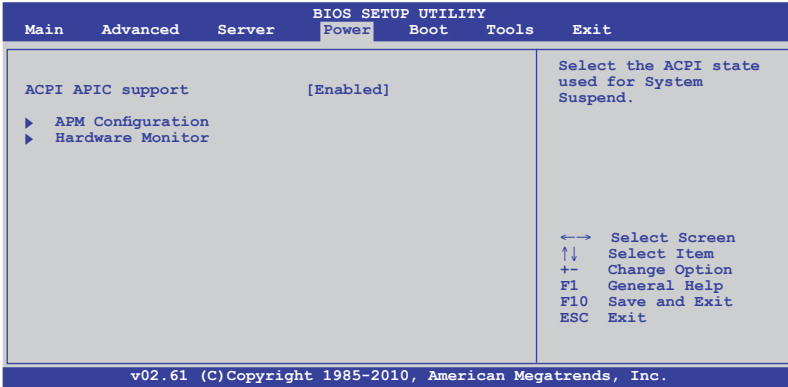 BIOS SETUP UTILITY
Main Advanced Server Power Boot Tools Exit
ACPI APIC support [Enabled]
APM Configuration
Hardware Monitor
Select the ACPI state
used for System
Suspend.
←→ Select Screen
↑↓ Select Item
+- Change Option
F1 General Help
F10 Save and Exit
ESC Exit
v02.61 (C)Copyright 1985-2010, American Megatrends, Inc.